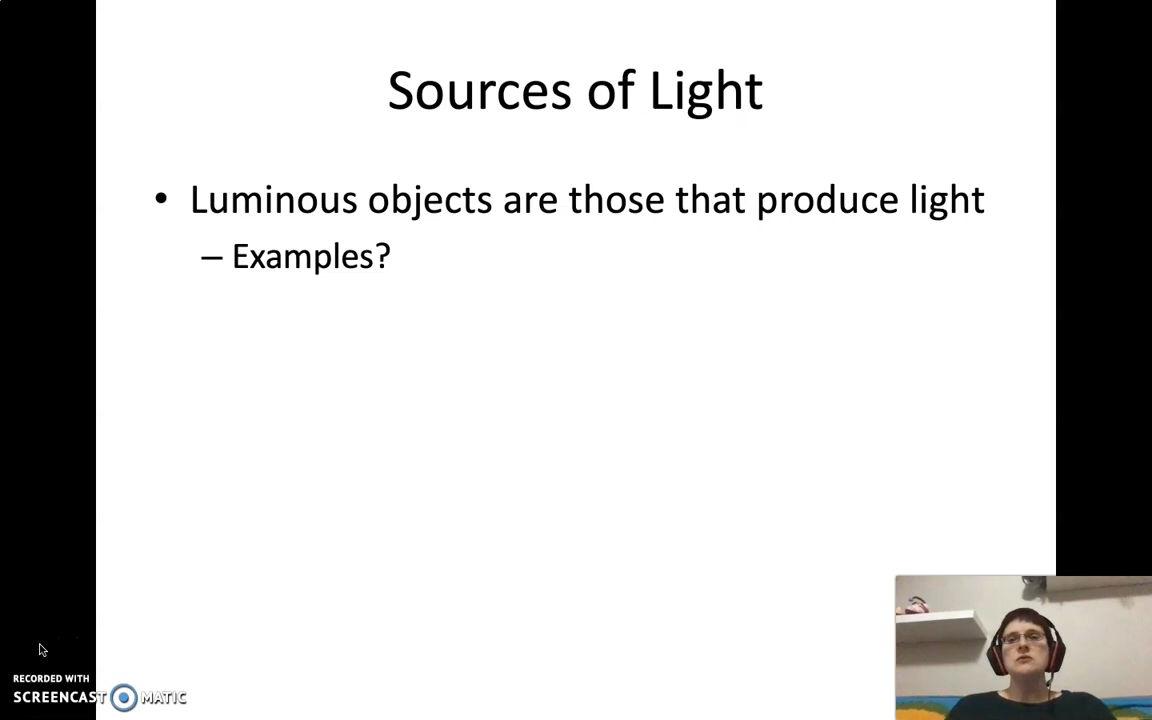 Sources of Light
• Luminous objects are those that produce light
– Examples?
RECORDED WITH
SCREENCAST MATIC